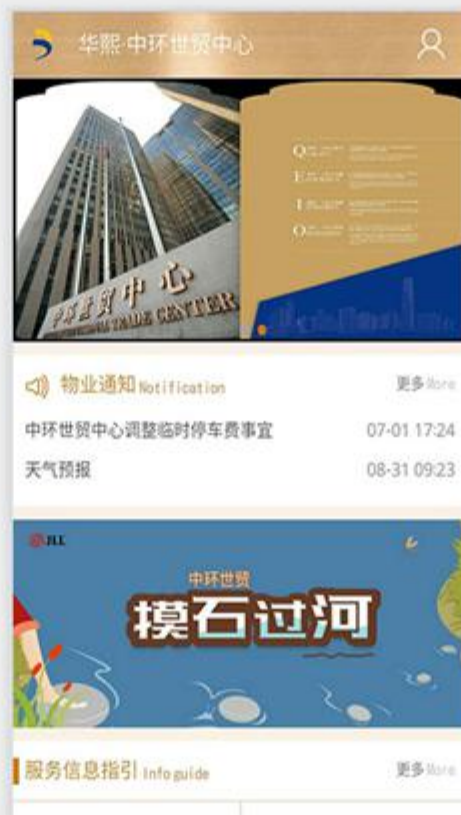 华熙·中环世贸中心
中环世贸中心
INTERNATIONAL TRADE CENTER
Q
E
I
O
物业通知 Notification 更多 More
中环世贸中心调整临时停车费事宜 07-01 17:24
天气预报 08-31 09:23
JLL
中环世贸
摸石过河
服务信息指引 Info guide 更多 More